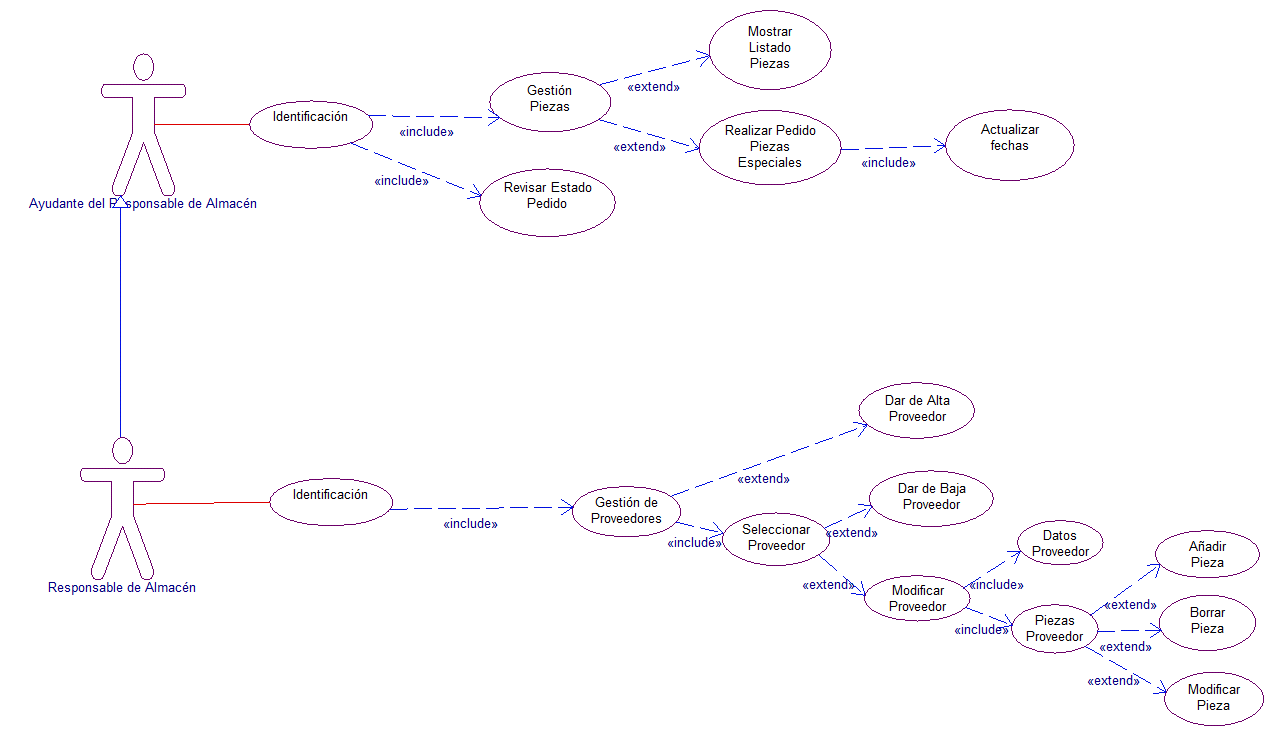 Mostrar
Listado
Piezas
«extend»
Gestión
Piezas
Identificación
«include»
«extend»
Realizar Pedido
Piezas
Especiales
«include»
Actualizar
fechas
«include»
Revisar Estado
Pedido
Ayudante del Responsable de Almacén
Dar de Alta
Proveedor
«extend»
Identificación
«include»
Gestión de
Proveedores
«include»
Seleccionar
Proveedor
Dar de Baja
Proveedor
«extend»
«extend»
Modificar
Proveedor
Datos
Proveedor
«include»
«include»
Piezas
Proveedor
Añadir
Pieza
«extend»
Borrar
Pieza
«extend»
«extend»
Modificar
Pieza
Responsable de Almacén